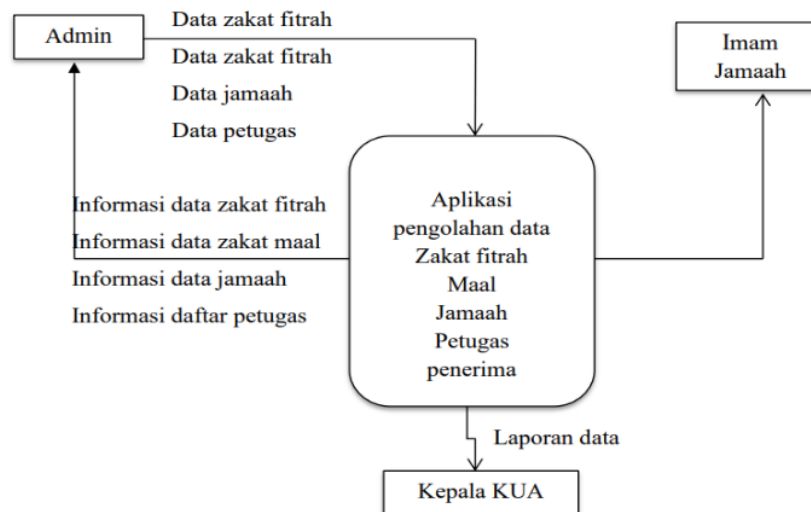 Admin
Data zakat fitrah
Data zakat fitrah
Data jamaah
Data petugas
Imam
Jamaah
Informasi data zakat fitrah
Informasi data zakat maal
Informasi data jamaah
Informasi daftar petugas
Aplikasi
pengolahan data
Zakat fitrah
Maal
Jamaah
Petugas
penerima
Laporan data
Kepala KUA